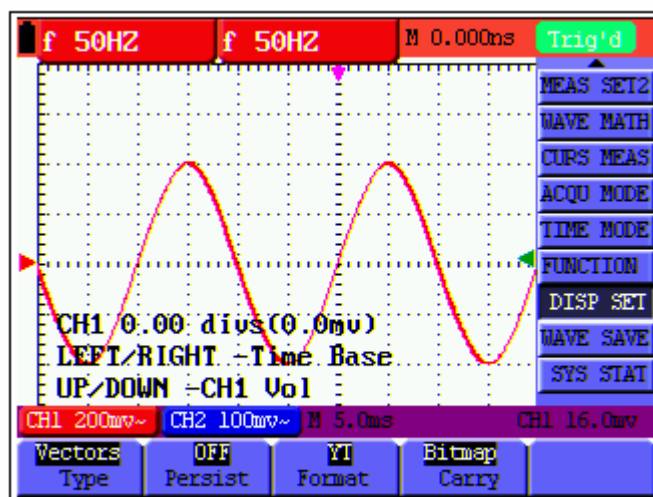 f 50HZ f 50HZ M 0.000ns Trig'd
MEAS SET2
WAVE MATH
CURS MEAS
ACQU MODE
TIME MODE
FUNCTION
DISP SET
WAVE SAVE
SYS STAT
CH1 0.00 divs(0.0mv)
LEFT/RIGHT -Time Base
UP/DOWN -CH1 Vol
CH1 200mv~ CH2 100mv~ M 5.0ms CH1 16.0mv
Vectors OFF YT Bitmap
Type Persist Format Carry